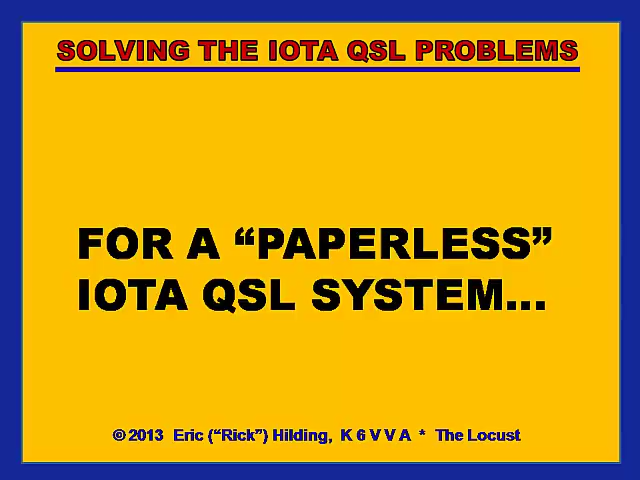 SOLVING THE IOTA QSL PROBLEMS
FOR A “PAPERLESS”
IOTA QSL SYSTEM...
© 2013 Eric (“Rick”) Hilding, K 6 V V A * The Locust